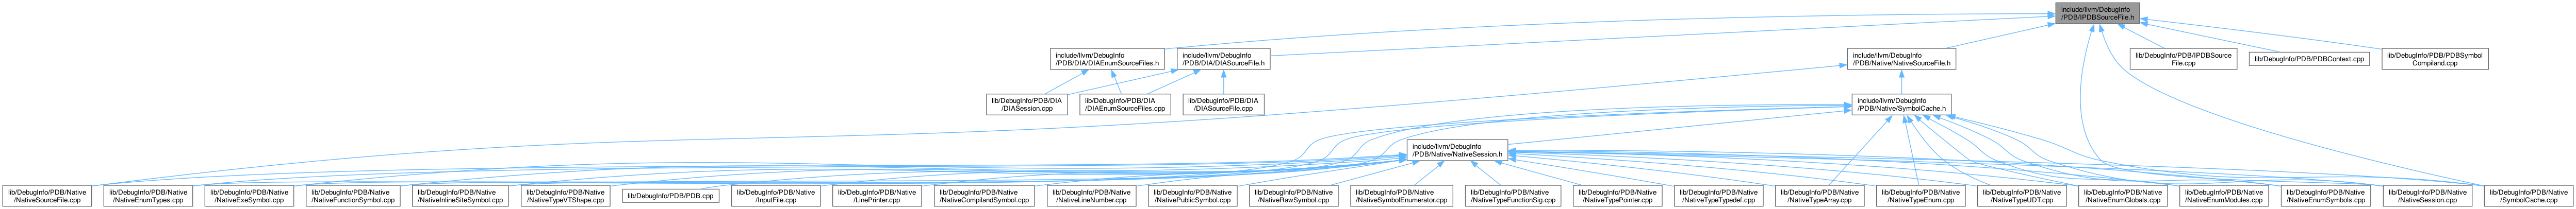 include/llvm/DebugInfo
/PDB/IPDBSourceFile.h
include/llvm/DebugInfo
/PDB/DIA/DIAEnumSourceFiles.h
include/llvm/DebugInfo
/PDB/DIA/DIASourceFile.h
include/llvm/DebugInfo
/PDB/Native/NativeSourceFile.h
lib/DebugInfo/PDB/IPDBSource
File.cpp
lib/DebugInfo/PDB/PDBContext.cpp
lib/DebugInfo/PDB/PDBSymbol
Compiland.cpp
lib/DebugInfo/PDB/DIA
/DIASession.cpp
lib/DebugInfo/PDB/DIA
/DIAEnumSourceFiles.cpp
lib/DebugInfo/PDB/DIA
/DIASourceFile.cpp
include/llvm/DebugInfo
/PDB/Native/SymbolCache.h
include/llvm/DebugInfo
/PDB/Native/NativeSession.h
lib/DebugInfo/PDB/Native
/NativeSourceFile.cpp
lib/DebugInfo/PDB/Native
/NativeEnumTypes.cpp
lib/DebugInfo/PDB/Native
/NativeExeSymbol.cpp
lib/DebugInfo/PDB/Native
/NativeFunctionSymbol.cpp
lib/DebugInfo/PDB/Native
/NativeInlineSiteSymbol.cpp
lib/DebugInfo/PDB/Native
/NativeTypeVTShape.cpp
lib/DebugInfo/PDB/PDB.cpp
lib/DebugInfo/PDB/Native
/InputFile.cpp
lib/DebugInfo/PDB/Native
/LinePrinter.cpp
lib/DebugInfo/PDB/Native
/NativeCompilandSymbol.cpp
lib/DebugInfo/PDB/Native
/NativeLineNumber.cpp
lib/DebugInfo/PDB/Native
/NativePublicSymbol.cpp
lib/DebugInfo/PDB/Native
/NativeRawSymbol.cpp
lib/DebugInfo/PDB/Native
/NativeSymbolEnumerator.cpp
lib/DebugInfo/PDB/Native
/NativeTypeFunctionSig.cpp
lib/DebugInfo/PDB/Native
/NativeTypePointer.cpp
lib/DebugInfo/PDB/Native
/NativeTypeTypedef.cpp
lib/DebugInfo/PDB/Native
/NativeTypeArray.cpp
lib/DebugInfo/PDB/Native
/NativeTypeEnum.cpp
lib/DebugInfo/PDB/Native
/NativeTypeUDT.cpp
lib/DebugInfo/PDB/Native
/NativeEnumGlobals.cpp
lib/DebugInfo/PDB/Native
/NativeEnumModules.cpp
lib/DebugInfo/PDB/Native
/NativeEnumSymbols.cpp
lib/DebugInfo/PDB/Native
/NativeSession.cpp
lib/DebugInfo/PDB/Native
/SymbolCache.cpp